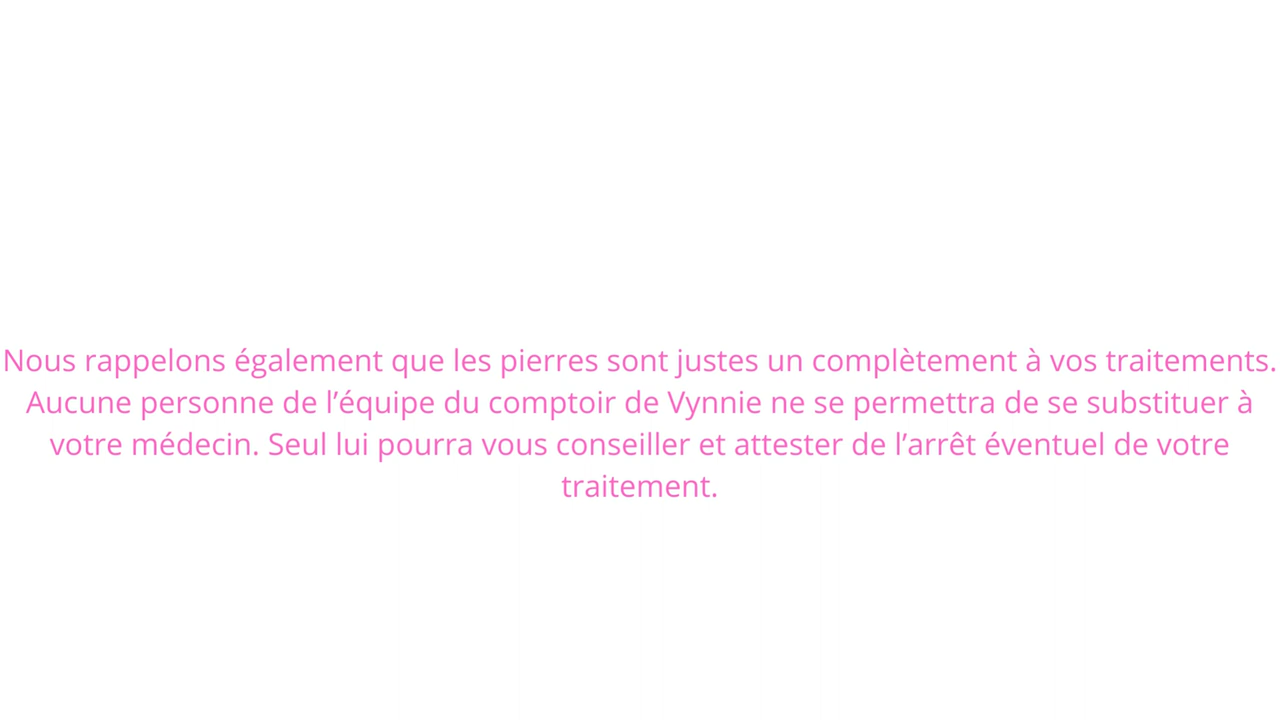 Nous rappelons également que les pierres sont justes un complètement à vos traitements.
Aucune personne de l’équipe du comptoir de Vynnie ne se permettra de se substituer à
votre médecin. Seul lui pourra vous conseiller et attester de l’arrêt éventuel de votre
traitement.